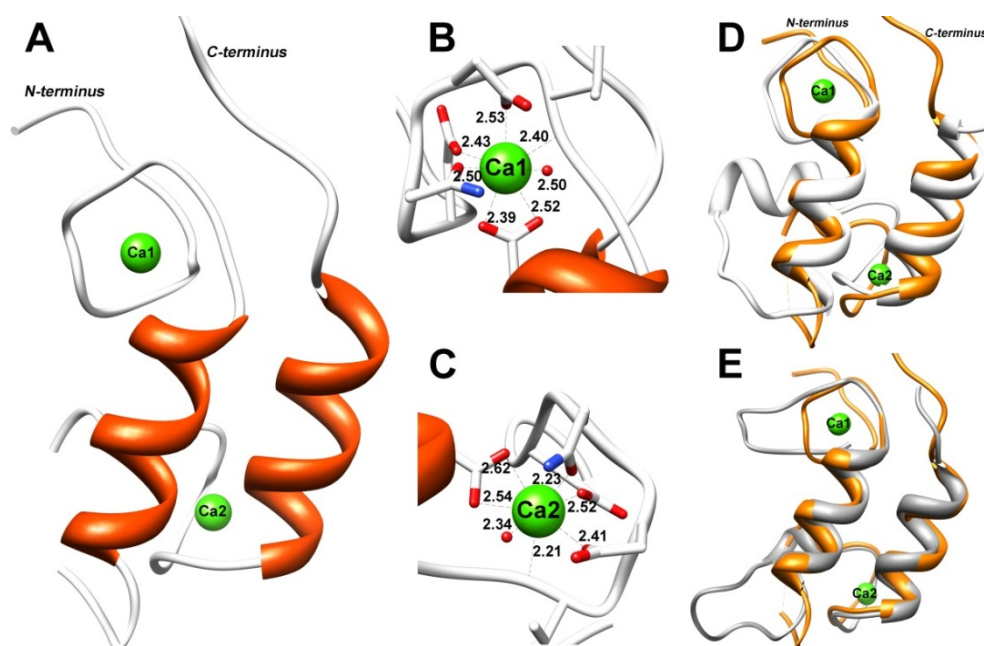 A
C-terminus
N-terminus
Ca1
Ca2
B
2.53
2.43
2.40
2.50
Ca1
2.50
2.52
2.39
C
2.62
2.23
2.54
2.52
Ca2
2.34
2.41
2.21
D
N-terminus
C-terminus
Ca1
Ca2
E
Ca1
Ca2